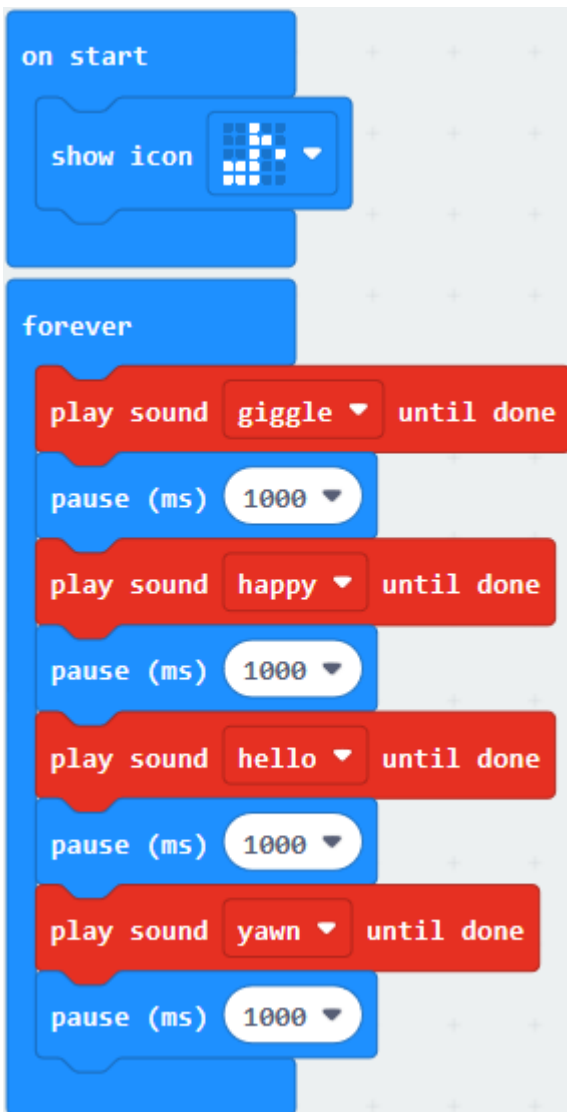 on start
show icon
forever
play sound giggle until done
pause (ms) 1000
play sound happy until done
pause (ms) 1000
play sound hello until done
pause (ms) 1000
play sound yawn until done
pause (ms) 1000